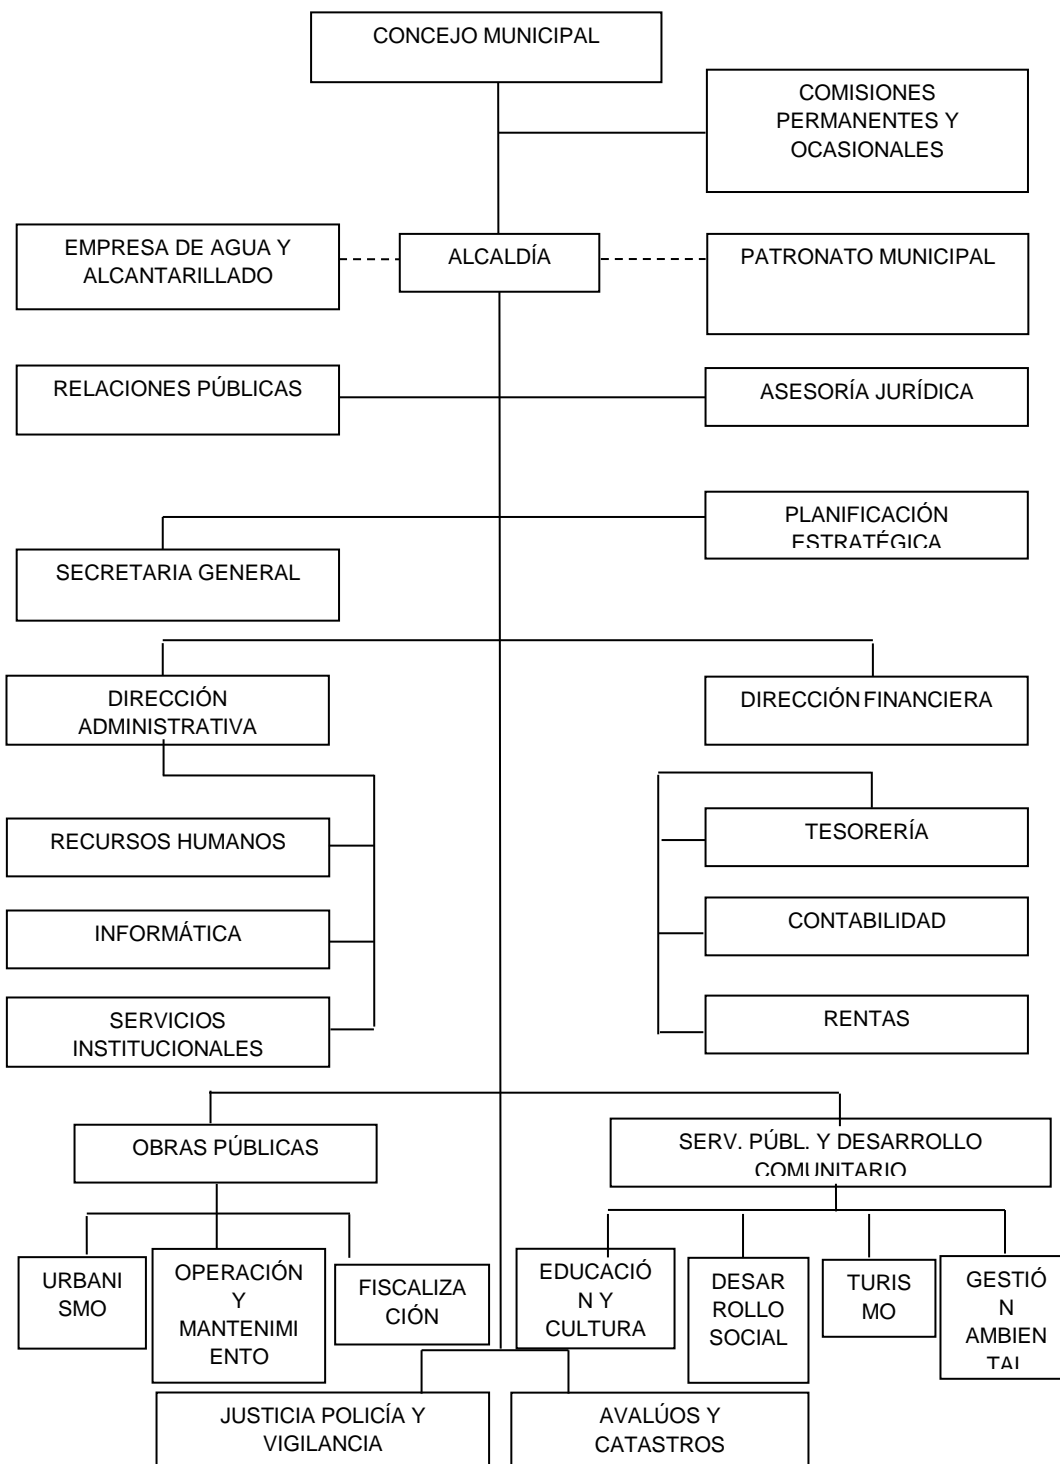 CONCEJO MUNICIPAL
COMISIONES
PERMANENTES Y
OCASIONALES
EMPRESA DE AGUA Y
ALCANTARILLADO
ALCALDÍA
PATRONATO MUNICIPAL
RELACIONES PÚBLICAS
ASESORÍA JURÍDICA
PLANIFICACIÓN
ESTRATÉGICA
SECRETARIA GENERAL
DIRECCIÓN
ADMINISTRATIVA
DIRECCIÓN FINANCIERA
RECURSOS HUMANOS
TESORERÍA
INFORMÁTICA
CONTABILIDAD
SERVICIOS
INSTITUCIONALES
RENTAS
OBRAS PÚBLICAS
SERV. PÚBL. Y DESARROLLO
COMUNITARIO
URBANI
SMO
OPERACIÓN
Y
MANTENIMI
ENTO
FISCALIZA
CIÓN
EDUCACIÓ
N Y
CULTURA
DESAR
ROLLO
SOCIAL
TURIS
MO
GESTIÓ
N
AMBIEN
TAL
JUSTICIA POLICÍA Y
VIGILANCIA
AVALÚOS Y
CATASTROS